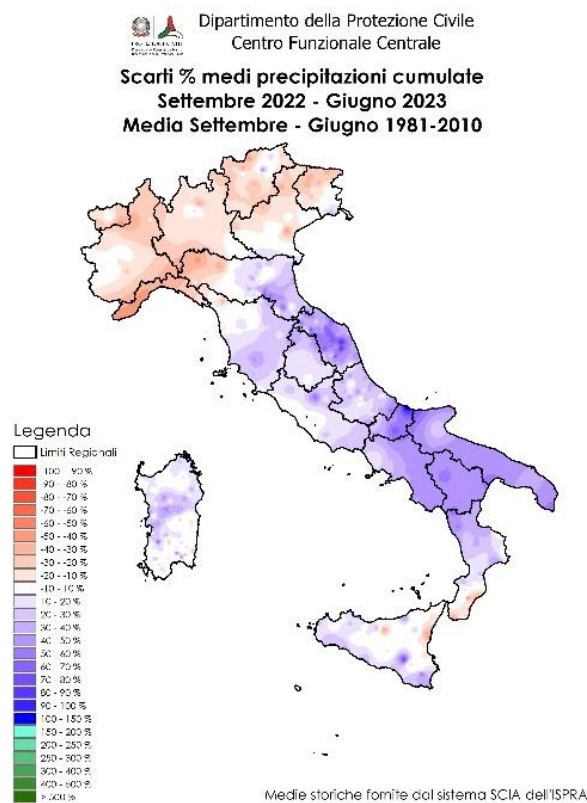 Dipartimento della Protezione Civile
Centro Funzionale Centrale
Scarti % medi precipitazioni cumulate
Settembre 2022 - Giugno 2023
Media Settembre - Giugno 1981-2010
Legenda
Limiti Regionali
-100 - -90 %
-90 - -80 %
-80 - -70 %
-70 - -60 %
-60 - -50 %
-50 - -40 %
-40 - -30 %
-30 - -20 %
-20 - -10 %
-10 - 10 %
10 - 20 %
20 - 30 %
30 - 40 %
40 - 50 %
50 - 60 %
60 - 70 %
70 - 80 %
80 - 90 %
90 - 100 %
100 - 150 %
150 - 200 %
200 - 250 %
250 - 300 %
300 - 400 %
400 - 500 %
> 500 %
Medie storiche fornite dal sistema SCIA dell'ISPRA